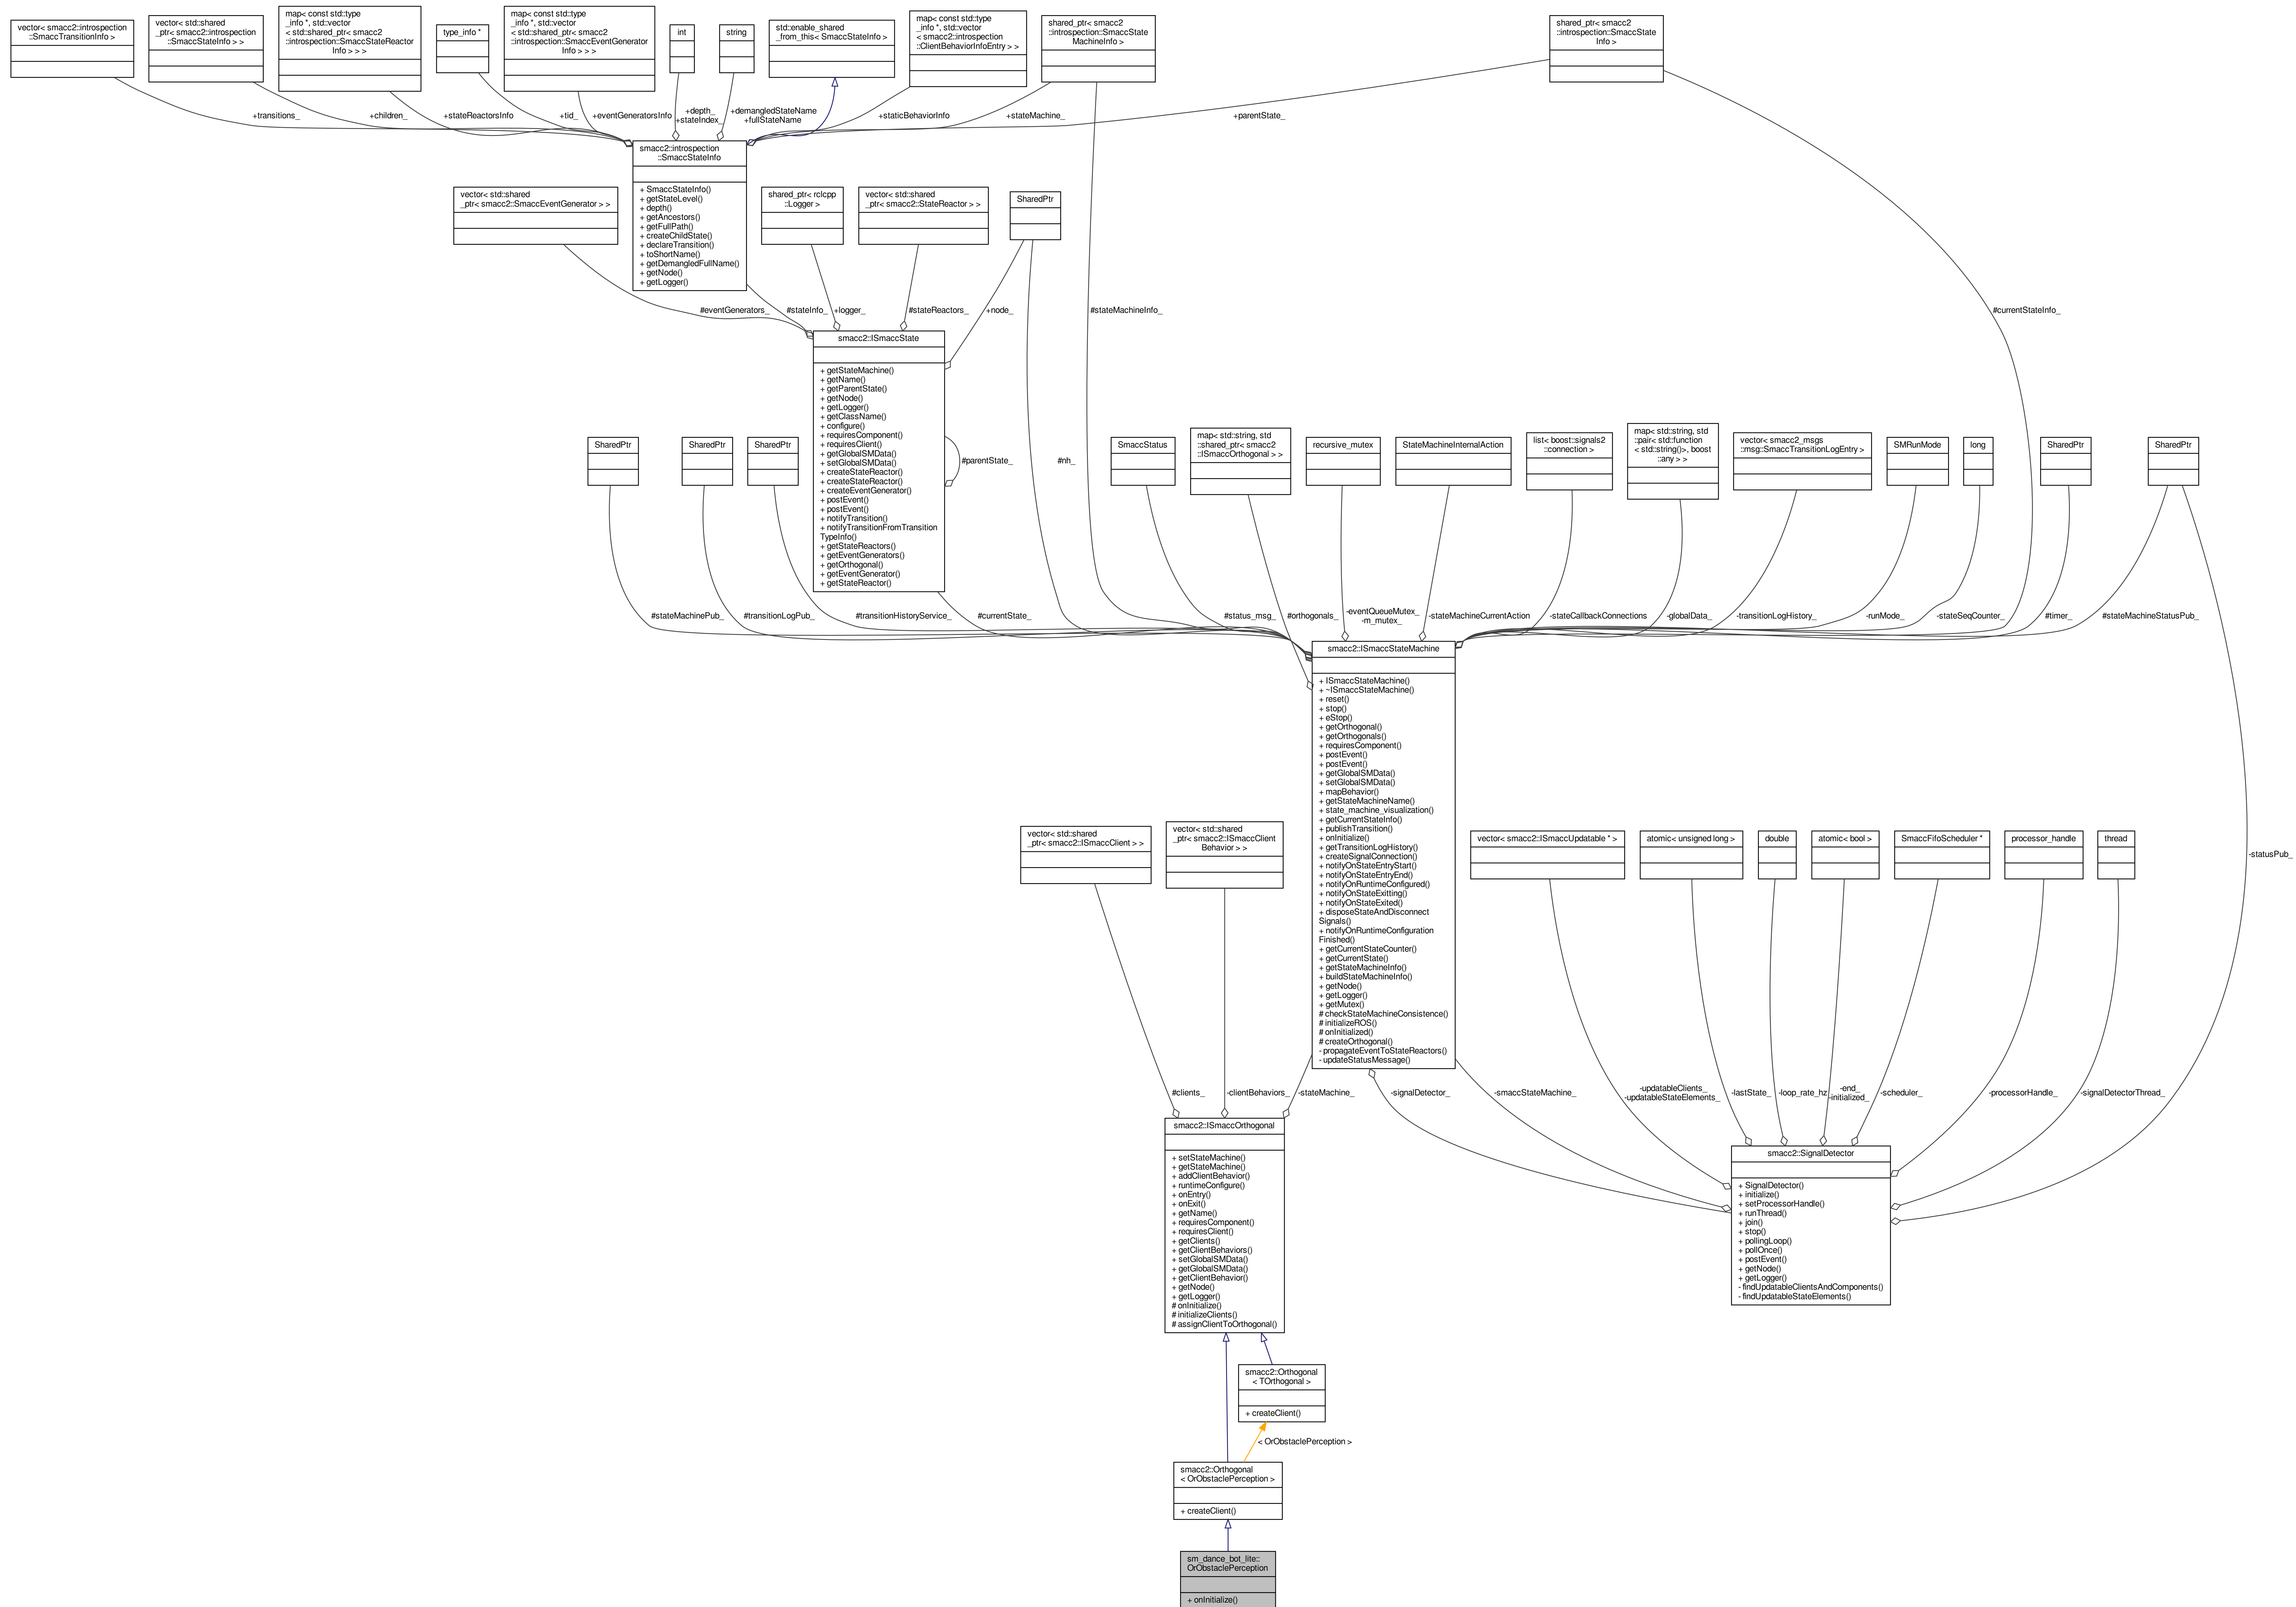 vector< smacc2::introspection
::SmaccTransitionInfo >
vector< std::shared
_ptr< smacc2::introspection
::SmaccStateInfo > >
map< const std::type
_info *, std::vector
< std::shared_ptr< smacc2
::introspection::SmaccStateReactor
Info > > >
type_info *
map< const std::type
_info *, std::vector
< std::shared_ptr< smacc2
::introspection::SmaccEventGenerator
Info > > >
int
string
std::enable_shared
_from_this< SmaccStateInfo >
map< const std::type
_info *, std::vector
< smacc2::introspection
::ClientBehaviorInfoEntry > >
shared_ptr< smacc2
::introspection::SmaccState
MachineInfo >
shared_ptr< smacc2
::introspection::SmaccState
Info >
+transitions_
+children_
+stateReactorsInfo
+tid_
+eventGeneratorsInfo
+depth_
+stateIndex_
+demangledStateName
+fullStateName
+staticBehaviorInfo
+stateMachine_
+parentState_
smacc2::introspection
::SmaccStateInfo
+ SmaccStateInfo()
+ getStateLevel()
+ depth()
+ getAncestors()
+ getFullPath()
+ createChildState()
+ declareTransition()
+ toShortName()
+ getDemangledFullName()
+ getNode()
+ getLogger()
vector< std::shared
_ptr< smacc2::SmaccEventGenerator > >
shared_ptr< rclcpp
::Logger >
vector< std::shared
_ptr< smacc2::StateReactor > >
SharedPtr
#eventGenerators_
#stateInfo_
+logger_
#stateReactors_
+node_
#stateMachineInfo_
#currentStateInfo_
smacc2::ISmaccState
+ getStateMachine()
+ getName()
+ getParentState()
+ getNode()
+ getLogger()
+ getClassName()
+ configure()
+ requiresComponent()
+ requiresClient()
+ getGlobalSMData()
+ setGlobalSMData()
+ createStateReactor()
+ createStateReactor()
+ createEventGenerator()
+ postEvent()
+ postEvent()
+ notifyTransition()
+ notifyTransitionFromTransition
TypeInfo()
+ getStateReactors()
+ getEventGenerators()
+ getOrthogonal()
+ getEventGenerator()
+ getStateReactor()
#parentState_
#nh_
SharedPtr
SharedPtr
SharedPtr
SmaccStatus
map< std::string, std
::shared_ptr< smacc2
::ISmaccOrthogonal > >
recursive_mutex
StateMachineInternalAction
list< boost::signals2
::connection >
map< std::string, std
::pair< std::function
< std::string()>, boost
::any > >
vector< smacc2_msgs
::msg::SmaccTransitionLogEntry >
SMRunMode
long
SharedPtr
SharedPtr
#stateMachinePub_
#transitionLogPub_
#transitionHistoryService_
#currentState_
#status_msg_
#orthogonals_
-eventQueueMutex_
-m_mutex_
-stateMachineCurrentAction
-stateCallbackConnections
-globalData_
-transitionLogHistory_
-runMode_
-stateSeqCounter_
#timer_
#stateMachineStatusPub_
smacc2::ISmaccStateMachine
+ ISmaccStateMachine()
+ ~ISmaccStateMachine()
+ reset()
+ stop()
+ eStop()
+ getOrthogonal()
+ getOrthogonals()
+ requiresComponent()
+ postEvent()
+ postEvent()
+ getGlobalSMData()
+ setGlobalSMData()
+ mapBehavior()
+ getStateMachineName()
+ state_machine_visualization()
+ getCurrentStateInfo()
+ publishTransition()
+ onInitialize()
+ getTransitionLogHistory()
+ createSignalConnection()
+ notifyOnStateEntryStart()
+ notifyOnStateEntryEnd()
+ notifyOnRuntimeConfigured()
+ notifyOnStateExitting()
+ notifyOnStateExited()
+ disposeStateAndDisconnect
Signals()
+ notifyOnRuntimeConfiguration
Finished()
+ getCurrentStateCounter()
+ getCurrentState()
+ getStateMachineInfo()
+ buildStateMachineInfo()
+ getNode()
+ getLogger()
+ getMutex()
# checkStateMachineConsistence()
# initializeROS()
# onInitialized()
# createOrthogonal()
- propagateEventToStateReactors()
- updateStatusMessage()
vector< std::shared
_ptr< smacc2::ISmaccClient > >
vector< std::shared
_ptr< smacc2::ISmaccClient
Behavior > >
vector< smacc2::ISmaccUpdatable * >
atomic< unsigned long >
double
atomic< bool >
SmaccFifoScheduler *
processor_handle
thread
-statusPub_
#clients_
-clientBehaviors_
-stateMachine_
-signalDetector_
-smaccStateMachine_
-updatableClients_
-updatableStateElements_
-lastState_
-loop_rate_hz
-end_
-initialized_
-scheduler_
-processorHandle_
-signalDetectorThread_
smacc2::ISmaccOrthogonal
+ setStateMachine()
+ getStateMachine()
+ addClientBehavior()
+ runtimeConfigure()
+ onEntry()
+ onExit()
+ getName()
+ requiresComponent()
+ requiresClient()
+ getClients()
+ getClientBehaviors()
+ setGlobalSMData()
+ getGlobalSMData()
+ getClientBehavior()
+ getNode()
+ getLogger()
# onInitialize()
# initializeClients()
# assignClientToOrthogonal()
smacc2::SignalDetector
+ SignalDetector()
+ initialize()
+ setProcessorHandle()
+ runThread()
+ join()
+ stop()
+ pollingLoop()
+ pollOnce()
+ postEvent()
+ getNode()
+ getLogger()
- findUpdatableClientsAndComponents()
- findUpdatableStateElements()
smacc2::Orthogonal
< TOrthogonal >
+ createClient()
< OrObstaclePerception >
smacc2::Orthogonal
< OrObstaclePerception >
+ createClient()
sm_dance_bot_lite::
OrObstaclePerception
+ onInitialize()